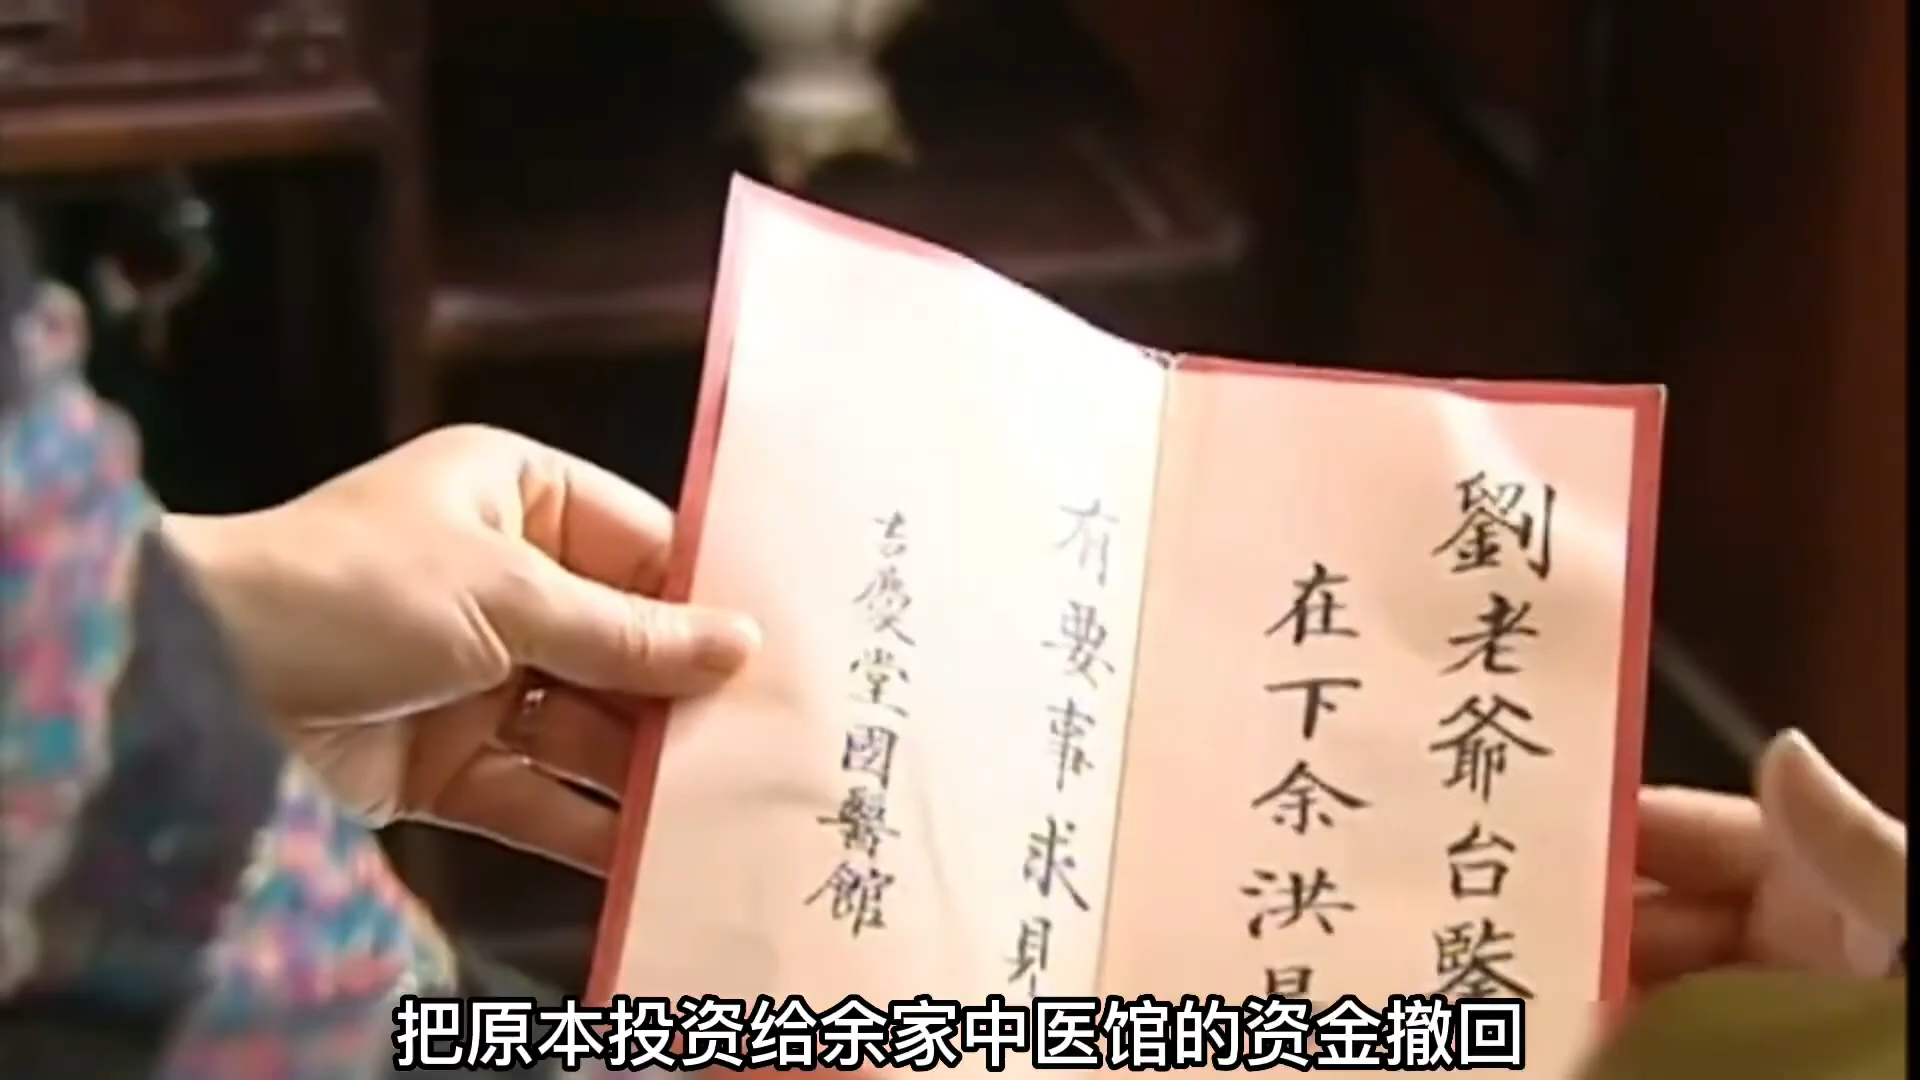 劉老爺台鑒
在下余洪
有要事求見
吉慶堂國醫館
把原本投资给余家中医馆的资金撤回